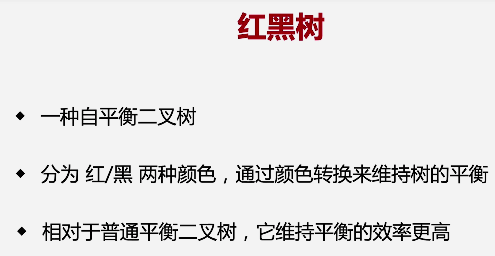 红黑树
一种自平衡二叉树
分为 红/黑 两种颜色，通过颜色转换来维持树的平衡
相对于普通平衡二叉树，它维持平衡的效率更高